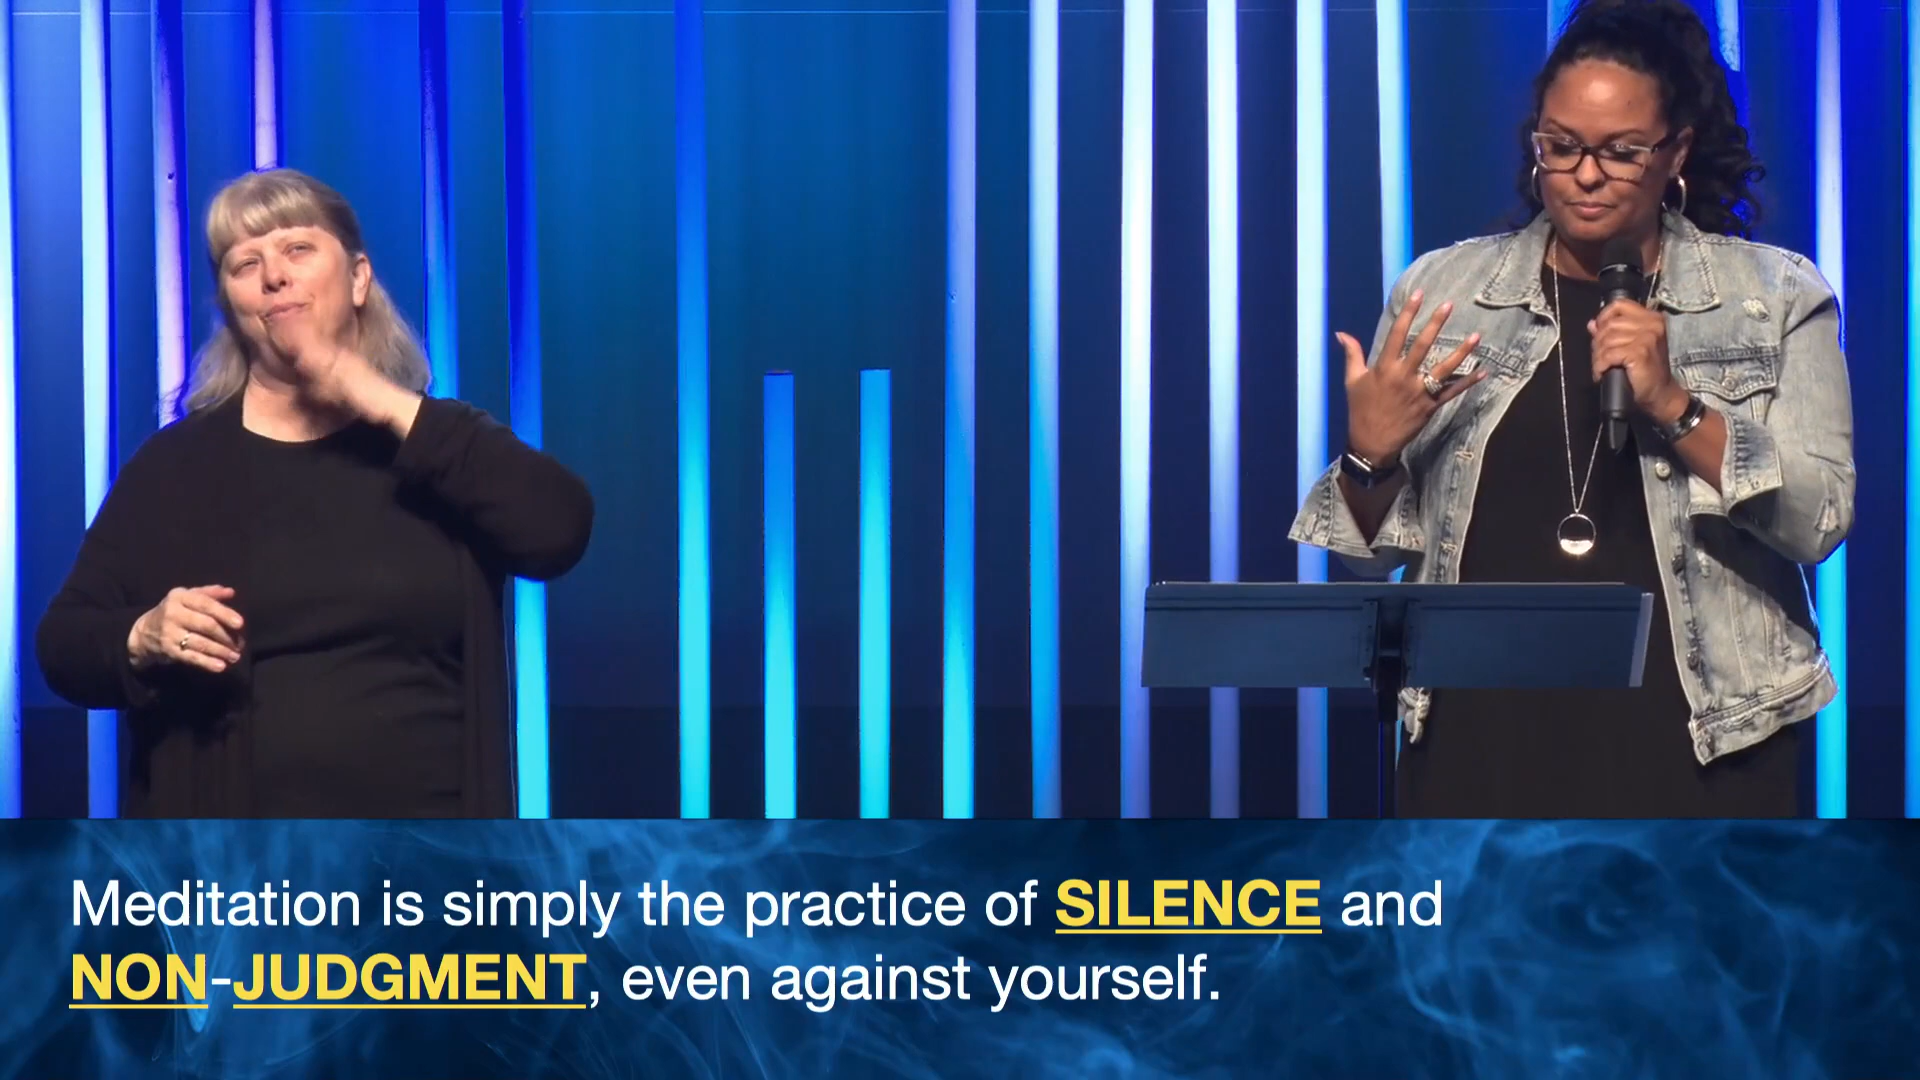 Meditation is simply the practice of SILENCE and
NON-JUDGMENT, even against yourself.